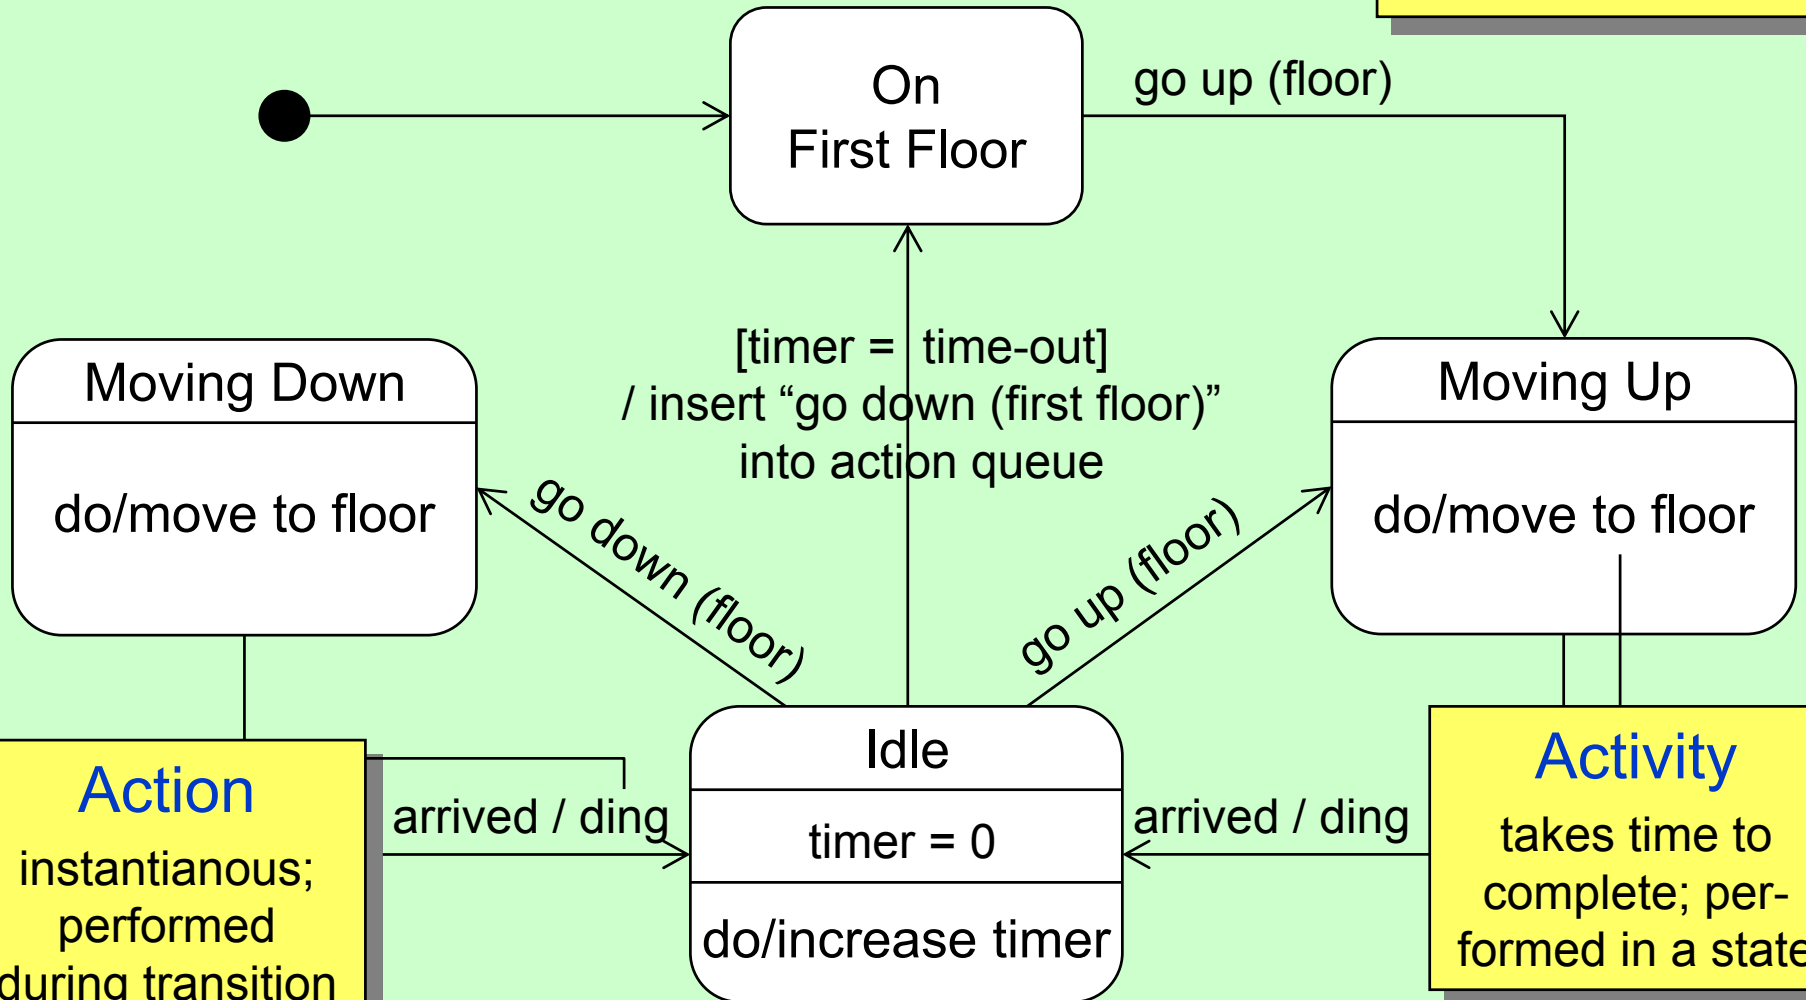 On
First Floor
go up (floor)
[timer = time-out]
/ insert “go down (first floor)”
into action queue
Moving Down
do/move to floor
Moving Up
do/move to floor
go down (floor)
go up (floor)
Idle
timer = 0
do/increase timer
arrived / ding
arrived / ding
Action
instantianous;
performed
during transition
Activity
takes time to
complete; per-
formed in a state